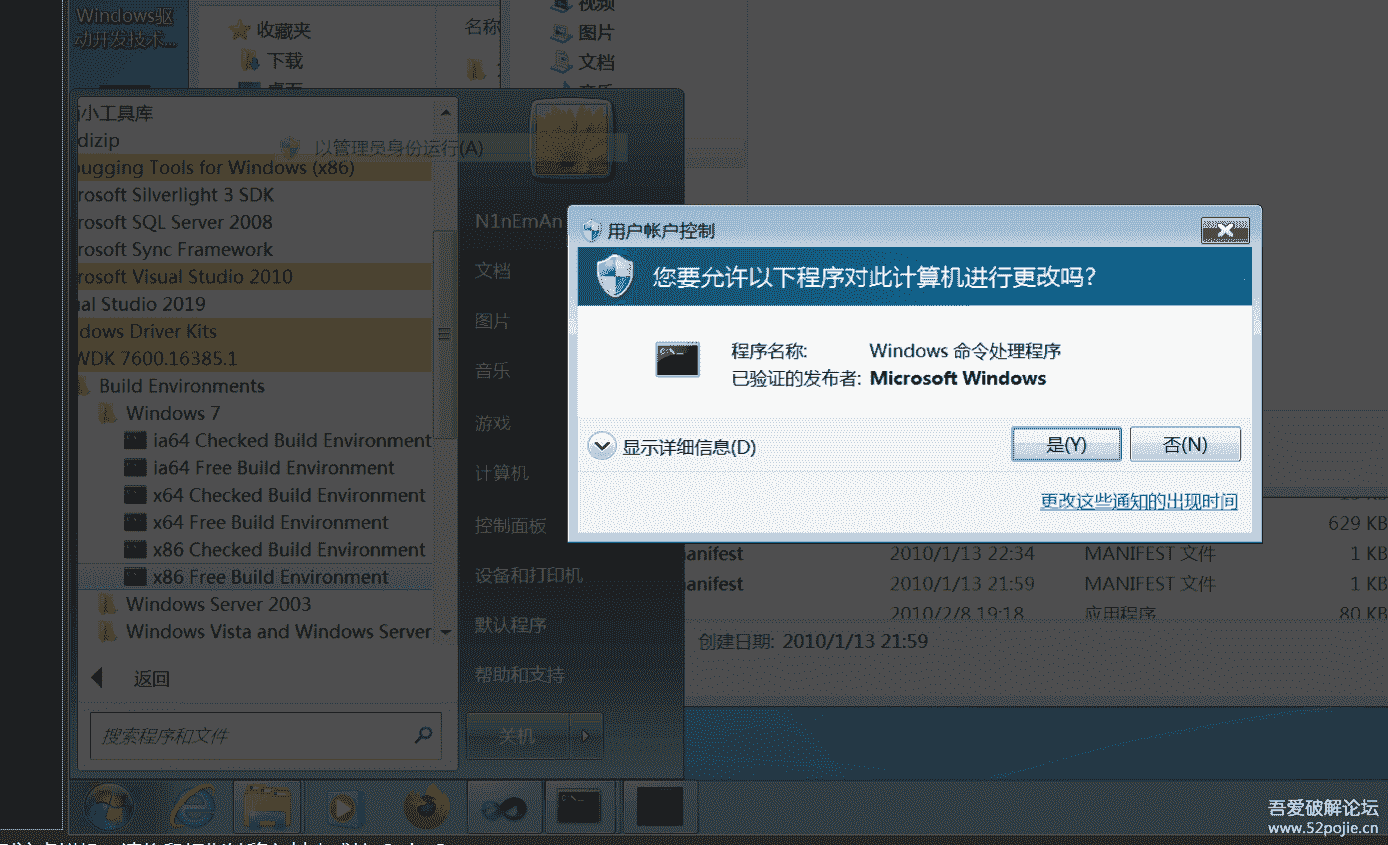 Windows驱
动开发技术...
收藏夹
下载
桌面
名称
视频
图片
文档
音乐
小工具库
dizip
以管理员身份运行(A)
ugging Tools for Windows (x86)
rosoft Silverlight 3 SDK
rosoft SQL Server 2008
rosoft Sync Framework
rosoft Visual Studio 2010
ual Studio 2019
dows Driver Kits
WDK 7600.16385.1
Build Environments
Windows 7
ia64 Checked Build Environment
ia64 Free Build Environment
x64 Checked Build Environment
x64 Free Build Environment
x86 Checked Build Environment
x86 Free Build Environment
Windows Server 2003
Windows Vista and Windows Server
返回
搜索程序和文件
N1nEmAn
文档
图片
音乐
游戏
计算机
控制面板
设备和打印机
默认程序
帮助和支持
关机
用户帐户控制
您要允许以下程序对此计算机进行更改吗?
程序名称: Windows 命令处理程序
已验证的发布者: Microsoft Windows
显示详细信息(D)
是(Y)
否(N)
更改这些通知的出现时间
629 KB
anifest 2010/1/13 22:34 MANIFEST 文件 1 KB
anifest 2010/1/13 21:59 MANIFEST 文件 1 KB
2010/2/8 19:18 应用程序 80 KB
创建日期: 2010/1/13 21:59
吾爱破解论坛
www.52pojie.cn